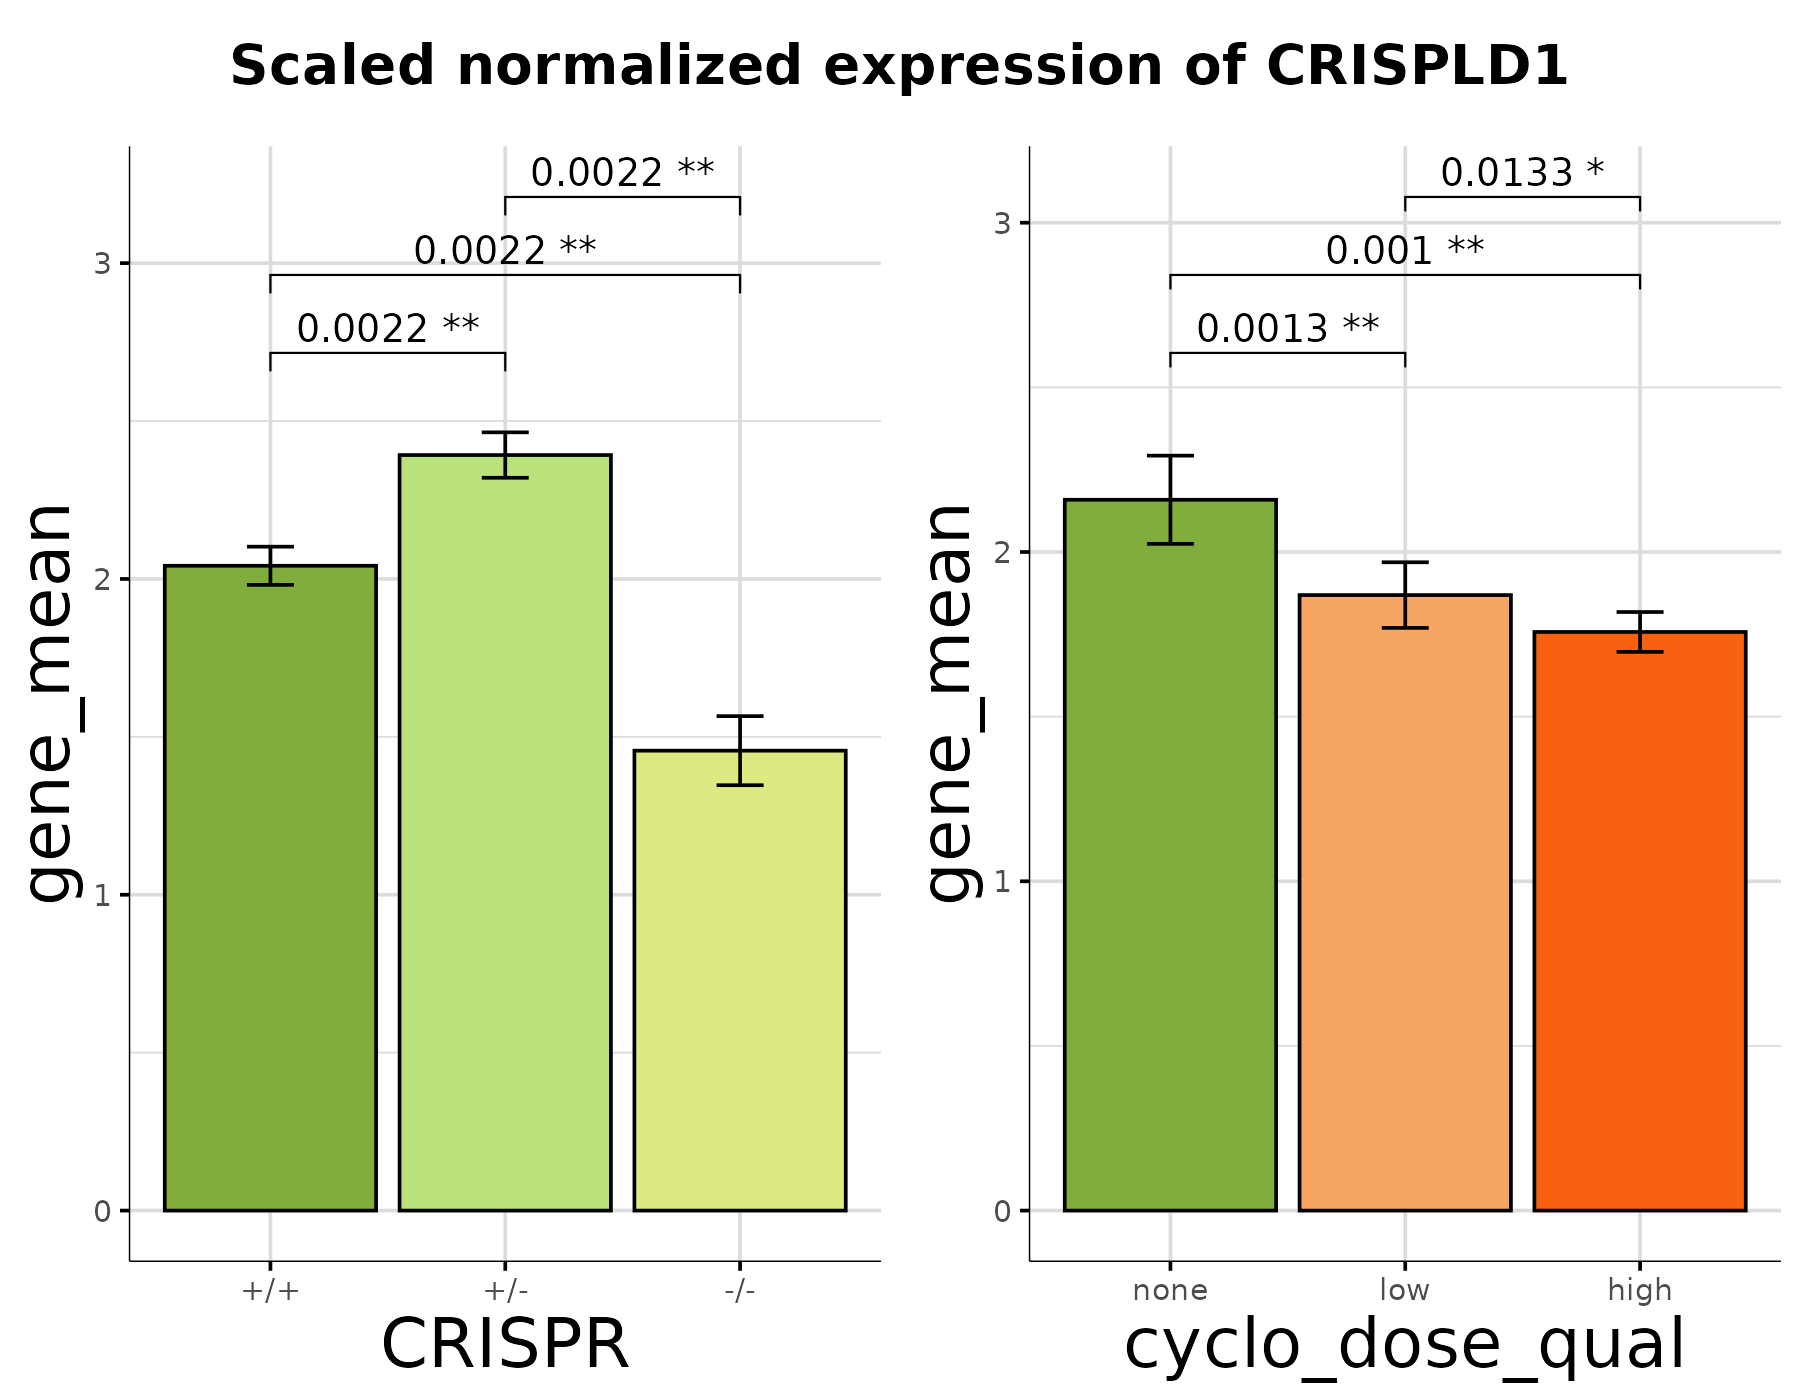 Scaled normalized expression of CRISPLD1
gene_mean
3
2
1
0
0.0022 **
0.0022 **
0.0022 **
+/+
+/-
-/-
CRISPR
gene_mean
3
2
1
0
0.0133 *
0.001 **
0.0013 **
none
low
high
cyclo_dose_qual